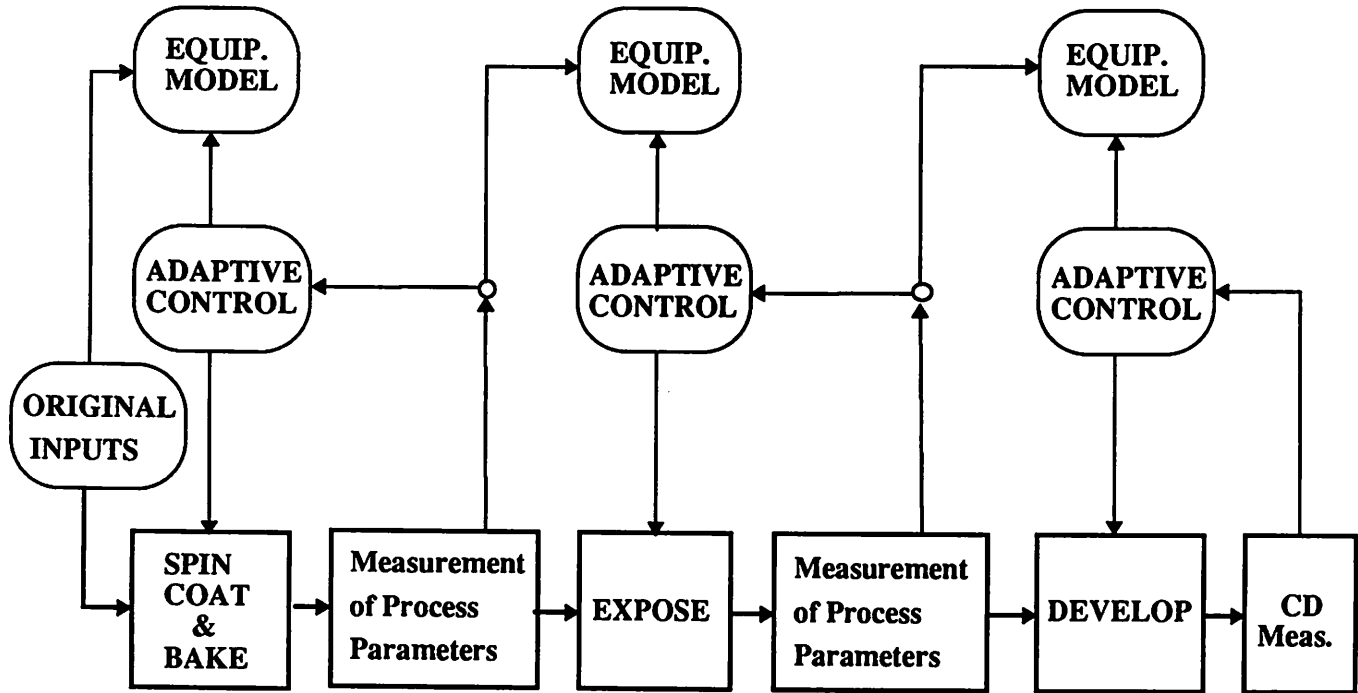 EQUIP.
MODEL
EQUIP.
MODEL
EQUIP.
MODEL
ADAPTIVE
CONTROL
ADAPTIVE
CONTROL
ADAPTIVE
CONTROL
ORIGINAL
INPUTS
SPIN
COAT
&
BAKE
Measurement
of Process
Parameters
EXPOSE
Measurement
of Process
Parameters
DEVELOP
CD
Meas.